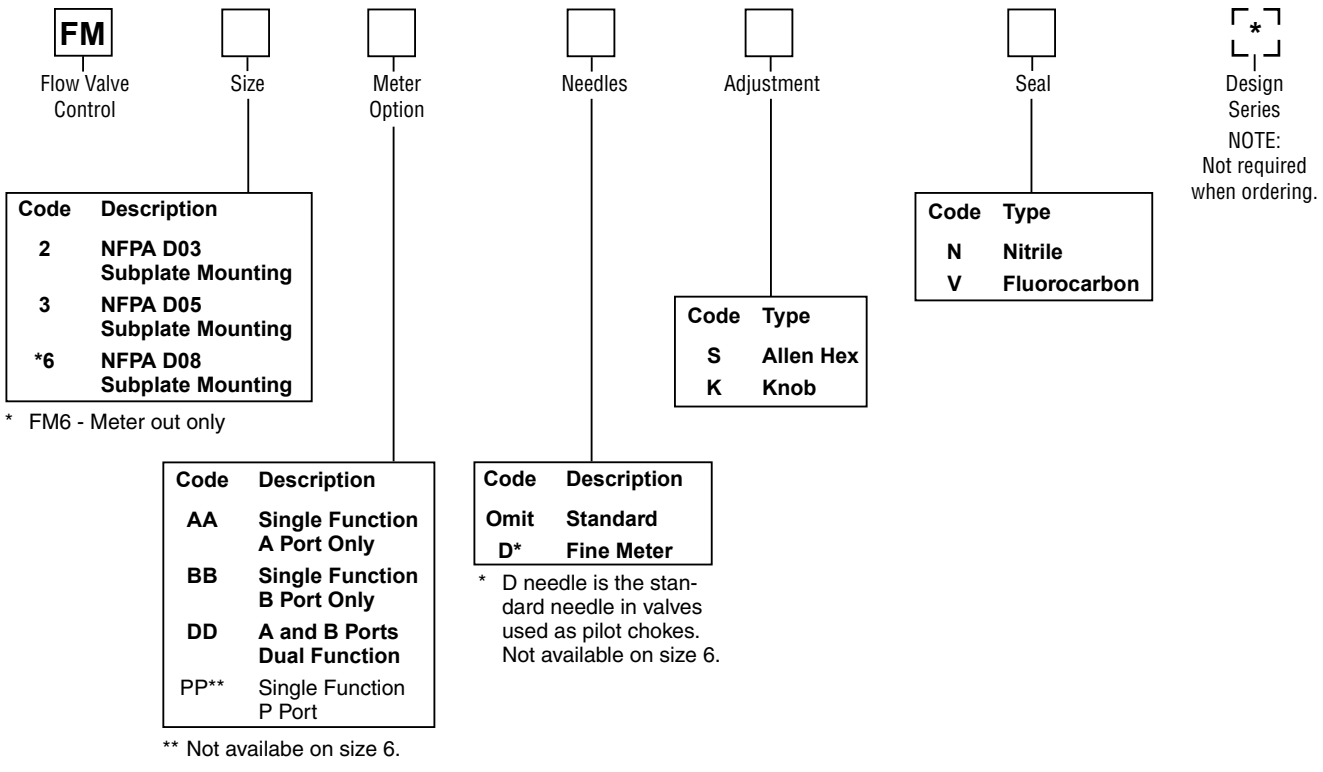 FM
*
Flow Valve
Control
Size
Meter
Option
Needles
Adjustment
Seal
Design
Series
NOTE:
Not required
when ordering.
Code Description
2 NFPA D03
Subplate Mounting
3 NFPA D05
Subplate Mounting
*6 NFPA D08
Subplate Mounting
* FM6 - Meter out only
Code Type
N Nitrile
V Fluorocarbon
Code Type
S Allen Hex
K Knob
Code Description
AA Single Function
A Port Only
BB Single Function
B Port Only
DD A and B Ports
Dual Function
PP** Single Function
P Port
** Not availabe on size 6.
Code Description
Omit Standard
D* Fine Meter
* D needle is the stan-
dard needle in valves
used as pilot chokes.
Not available on size 6.